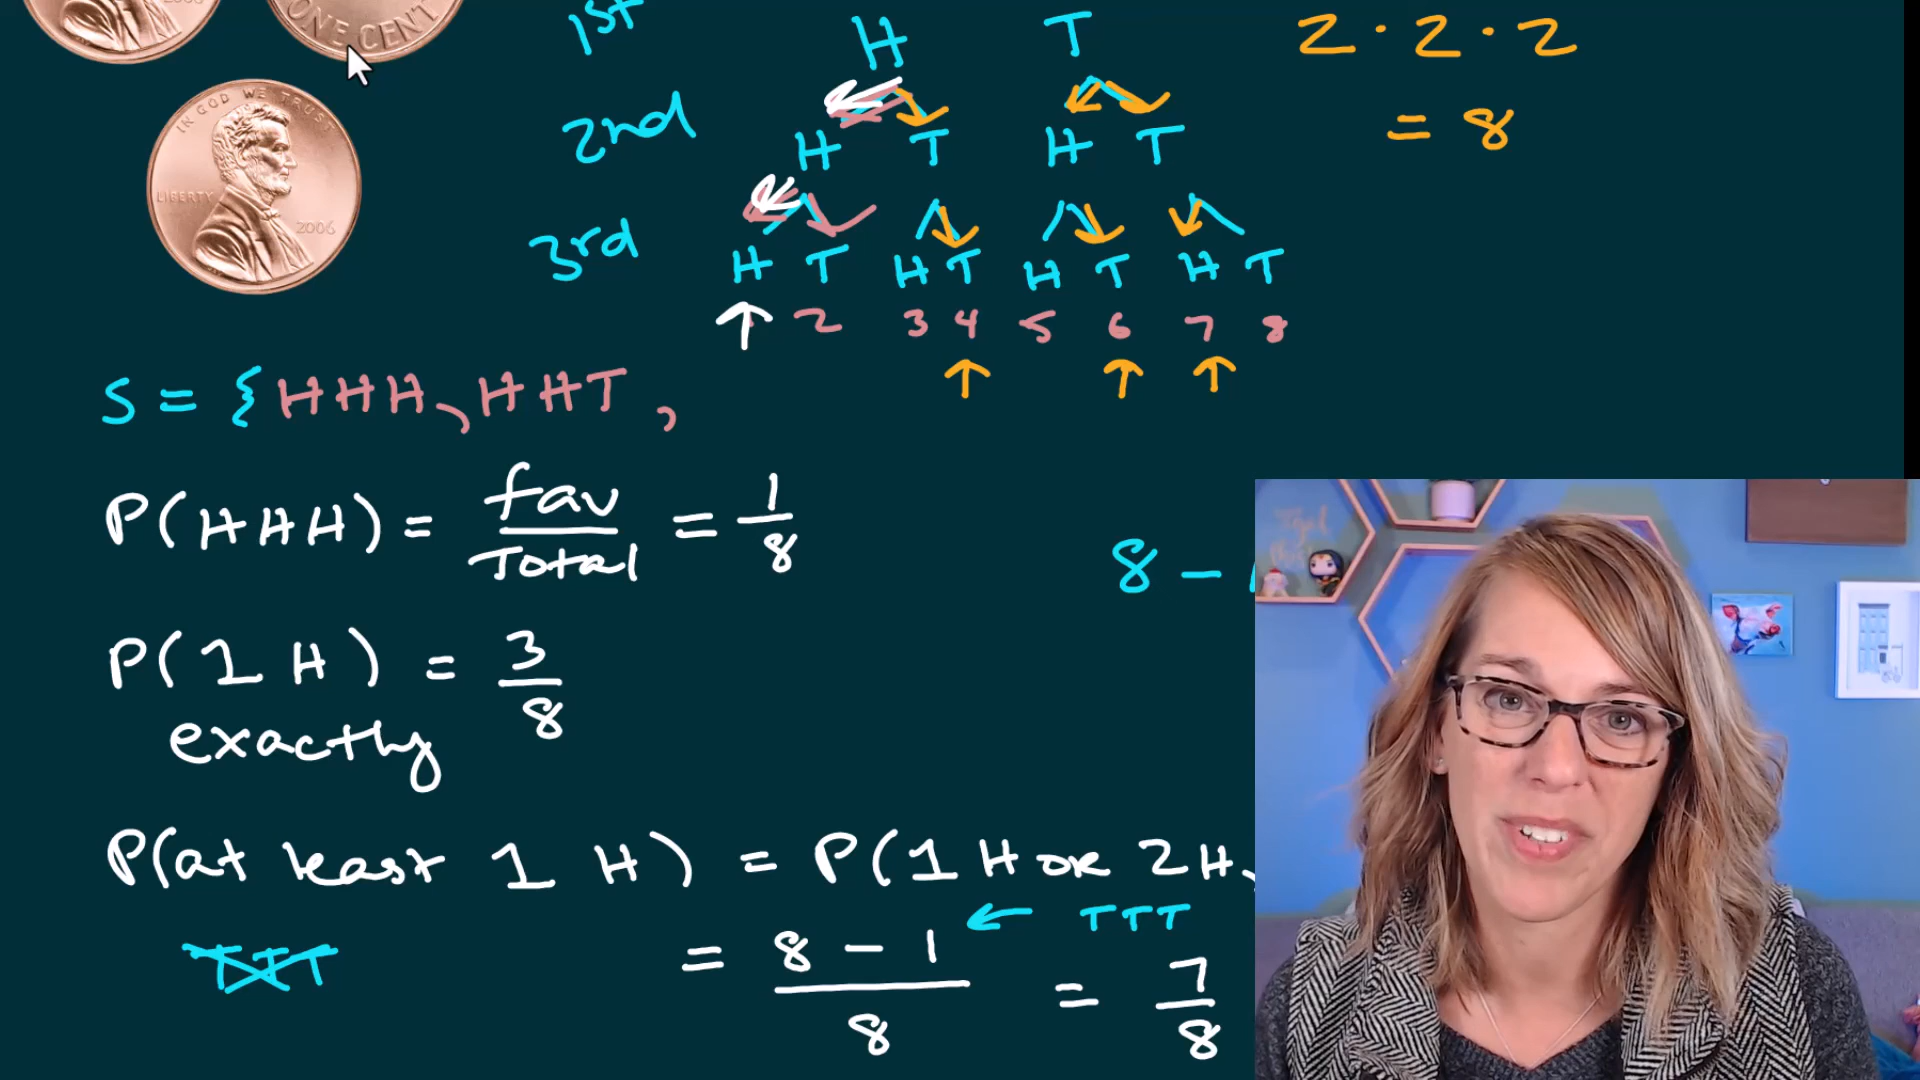 ONE CENT
IN GOD WE TRUST
LIBERTY
2006
1st H T
2nd H T H T
3rd H T H T H T H T
2 3 4 5 6 7 8
2 · 2 · 2
= 8
S = { HHH, HHT,
P(HHH) = fav / Total = 1/8
8 -
P(1 H) = 3/8
exactly
P(at least 1 H) = P(1 H or 2H,
TTT
= 8 - 1 / 8 ← TTT = 7/8